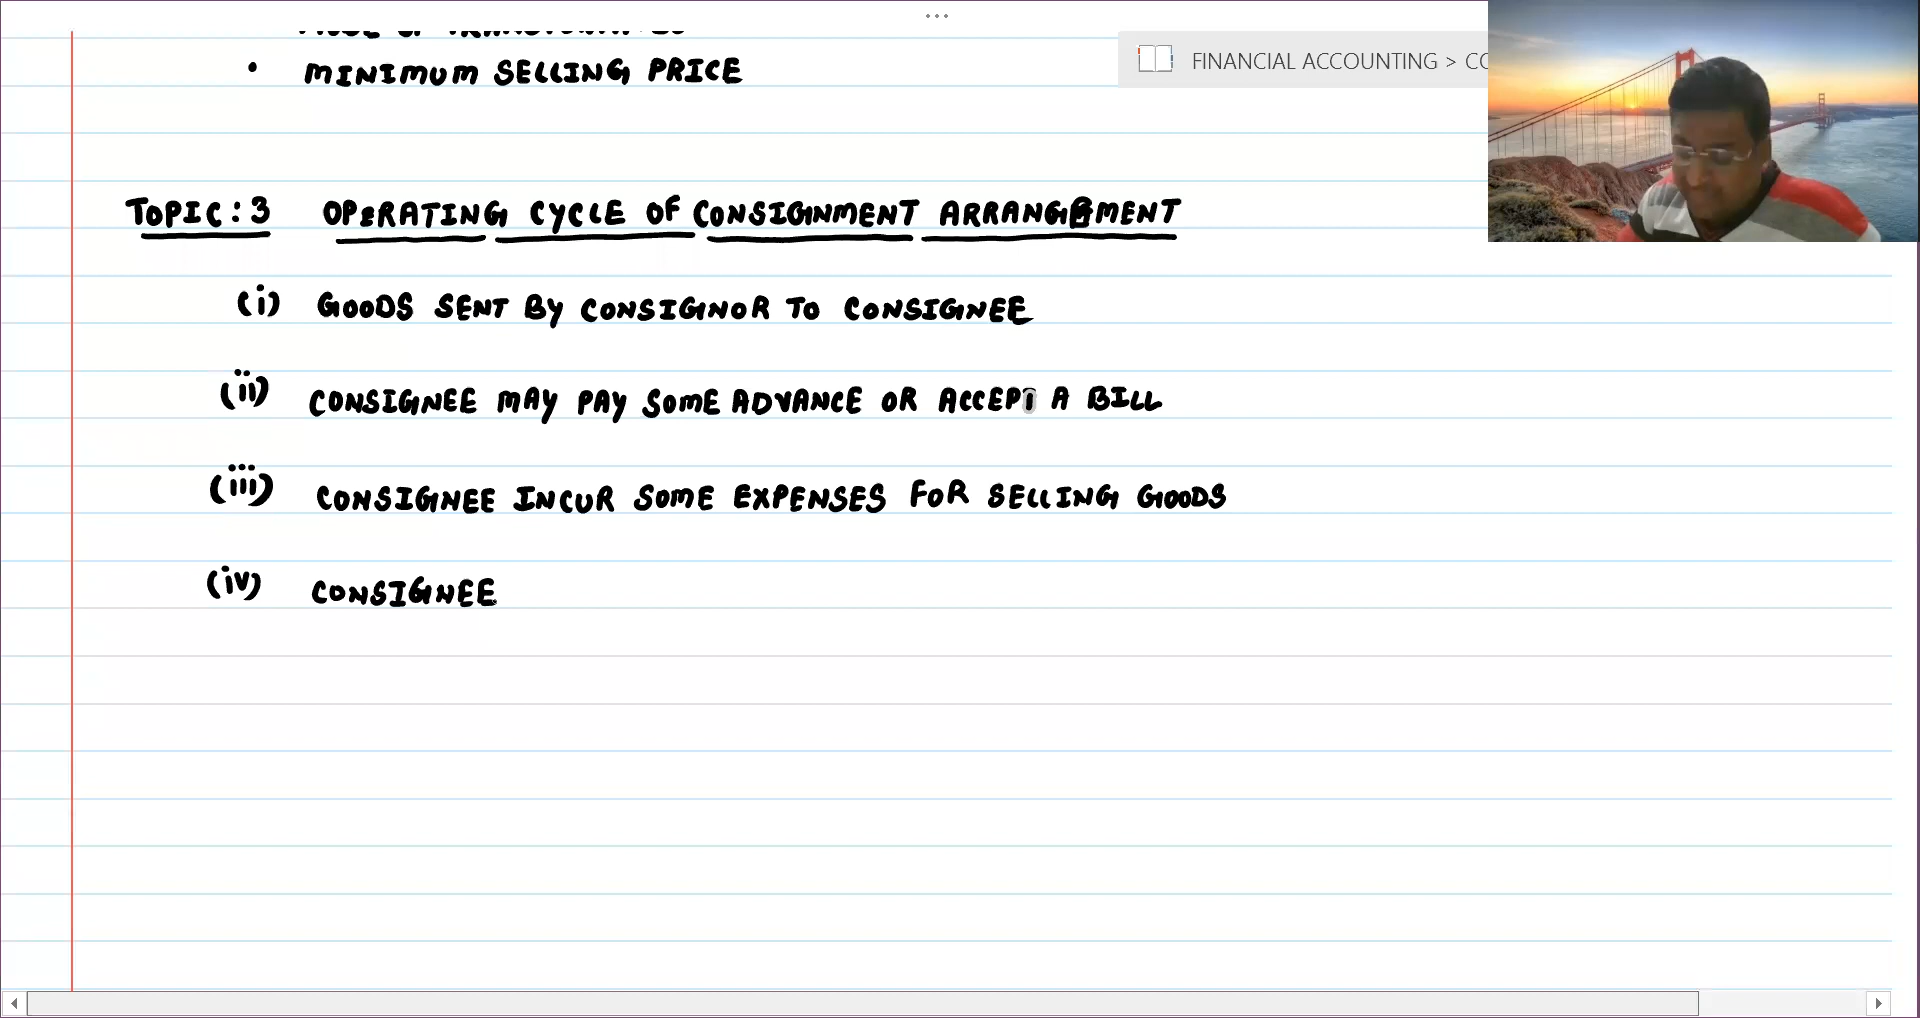 • MINIMUM SELLING PRICE
FINANCIAL ACCOUNTING >
TOPIC:3 OPERATING CYCLE OF CONSIGNMENT ARRANGEMENT
(i) GOODS SENT BY CONSIGNOR TO CONSIGNEE
(ii) CONSIGNEE MAY PAY SOME ADVANCE OR ACCEPT A BILL
(iii) CONSIGNEE INCUR SOME EXPENSES FOR SELLING GOODS
(iv) CONSIGNEE